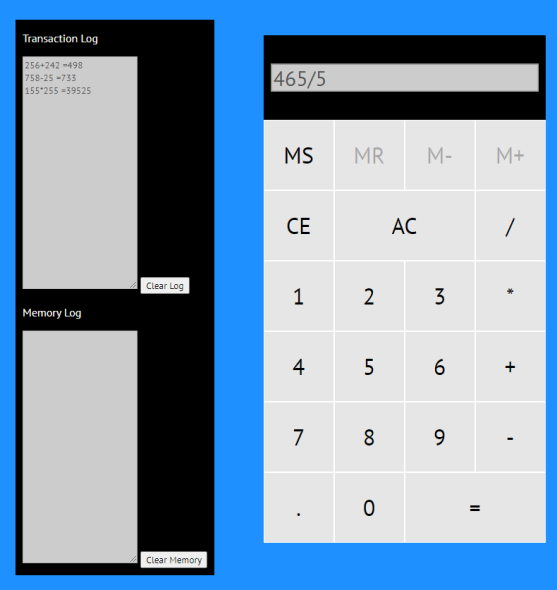 Transaction Log
256+242 =498
758-25 =733
155*255 =39525
Clear Log
Memory Log
Clear Memory
465/5
MS MR M- M+
CE AC /
1 2 3 *
4 5 6 +
7 8 9 -
. 0 =